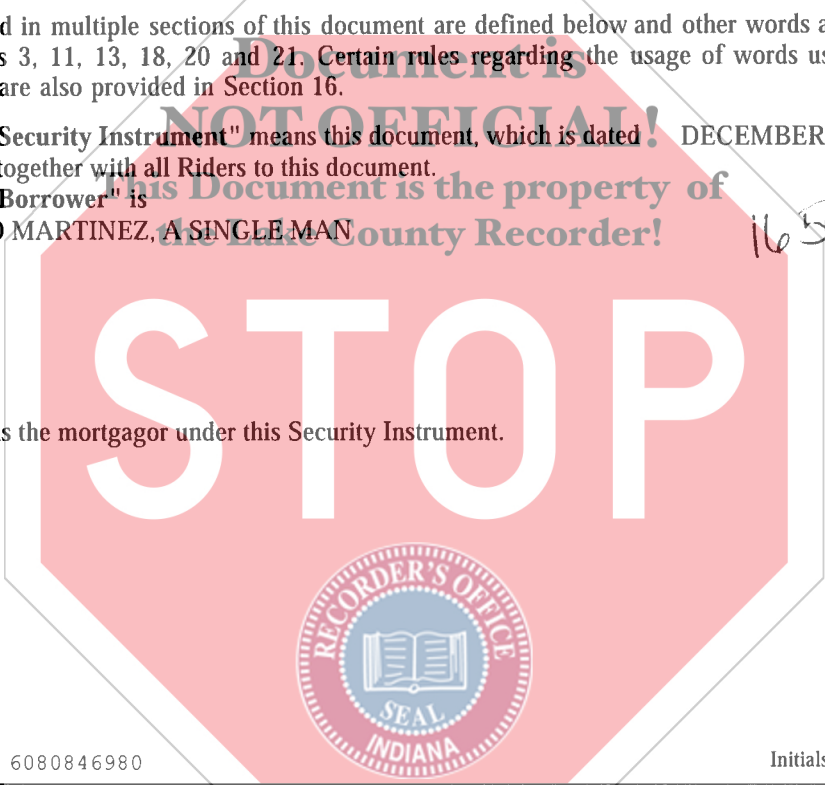 d in multiple sections of this document are defined below and other words a
s 3, 11, 13, 18, 20 and 21. Certain rules regarding the usage of words us
Document is
are also provided in Section 16.
NOT OFFICIAL!
Security Instrument" means this document, which is dated DECEMBER
together with all Riders to this document.
This Document is the property of
Borrower" is
MARTINEZ, A SINGLE MAN
the Lake County Recorder!
STOP
s the mortgagor under this Security Instrument.
RECORDER'S OFFICE
SEAL
INDIANA
6080846980
Initials